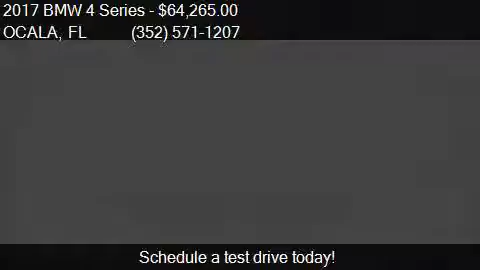 2017 BMW 4 Series - $64,265.00
OCALA, FL (352) 571-1207
Schedule a test drive today!